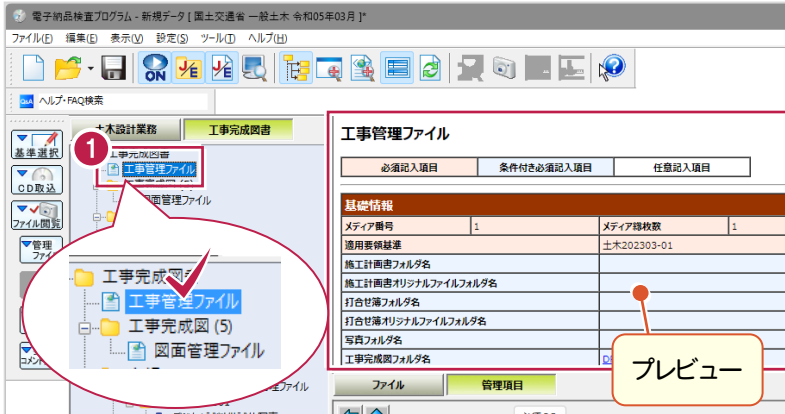 電子納品検査プログラム - 新規データ [ 国土交通省 一般土木 令和05年03月 ]*
ファイル(F) 編集(E) 表示(V) 設定(S) ツール(T) ヘルプ(H)
ON
Q&A ヘルプ・FAQ検索
土木設計業務 工事完成図書
1
基準選択
CD取込
ファイル閲覧
管理
工事完成図書
工事管理ファイル
図面管理ファイル
工事完成図
工事管理ファイル
工事完成図 (5)
図面管理ファイル
工事管理ファイル
必須記入項目 条件付き必須記入項目 任意記入項目
基礎情報
メディア番号 1 メディア総枚数 1
適用要領基準 土木202303-01
施工計画書フォルダ名
施工計画書オリジナルファイルフォルダ名
打合せ簿フォルダ名
打合せ簿オリジナルファイルフォルダ名
写真フォルダ名
工事完成図フォルダ名
プレビュー
ファイル 管理項目